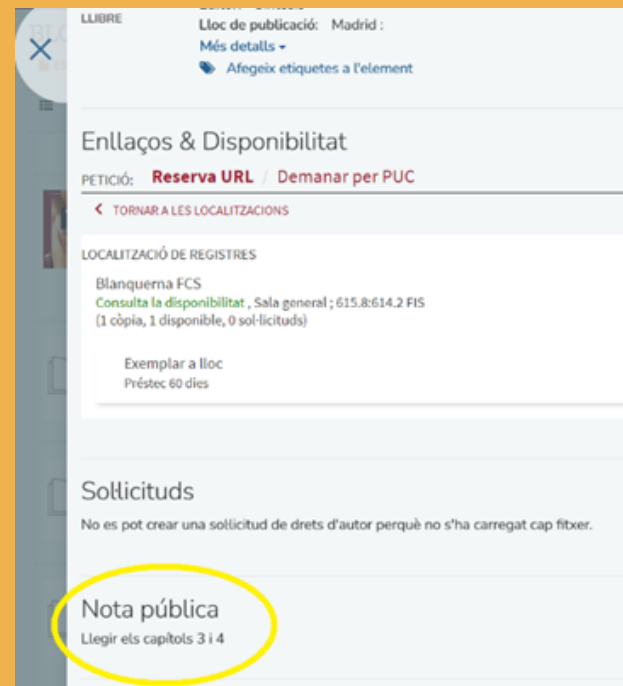 LLIBRE
Lloc de publicació: Madrid :
Més detalls
Afegeix etiquetes a l'element
Enllaços & Disponibilitat
PETICIÓ: Reserva URL / Demanar per PUC
TORNAR A LES LOCALITZACIONS
LOCALITZACIÓ DE REGISTRES
Blanquerna FCS
Consulta la disponibilitat , Sala general ; 615.8:614.2 FIS
(1 còpia, 1 disponible, 0 sol·licituds)
Exemplar a lloc
Préstec 60 dies
Sol·licituds
No es pot crear una sol·licitud de drets d'autor perquè no s'ha carregat cap fitxer.
Nota pública
Llegir els capítols 3 i 4